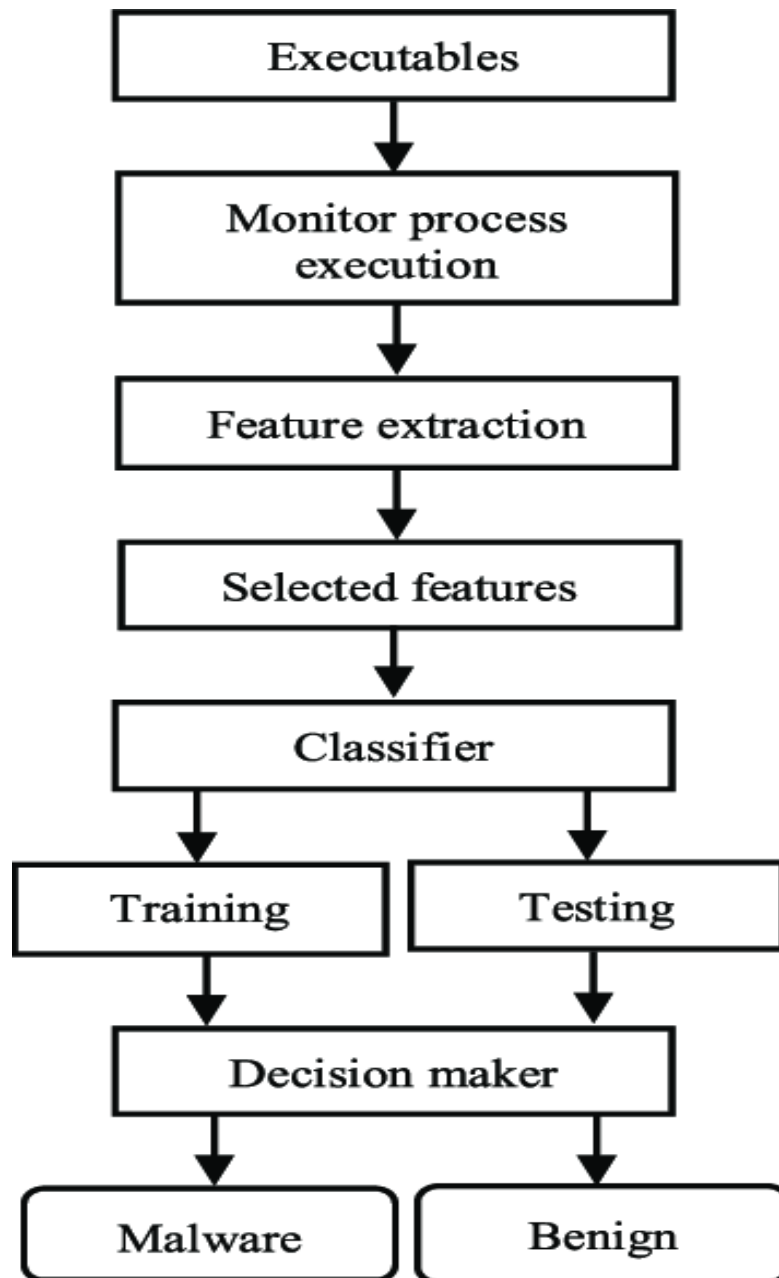 Executables
Monitor process
execution
Feature extraction
Selected features
Classifier
Training
Testing
Decision maker
Malware
Benign